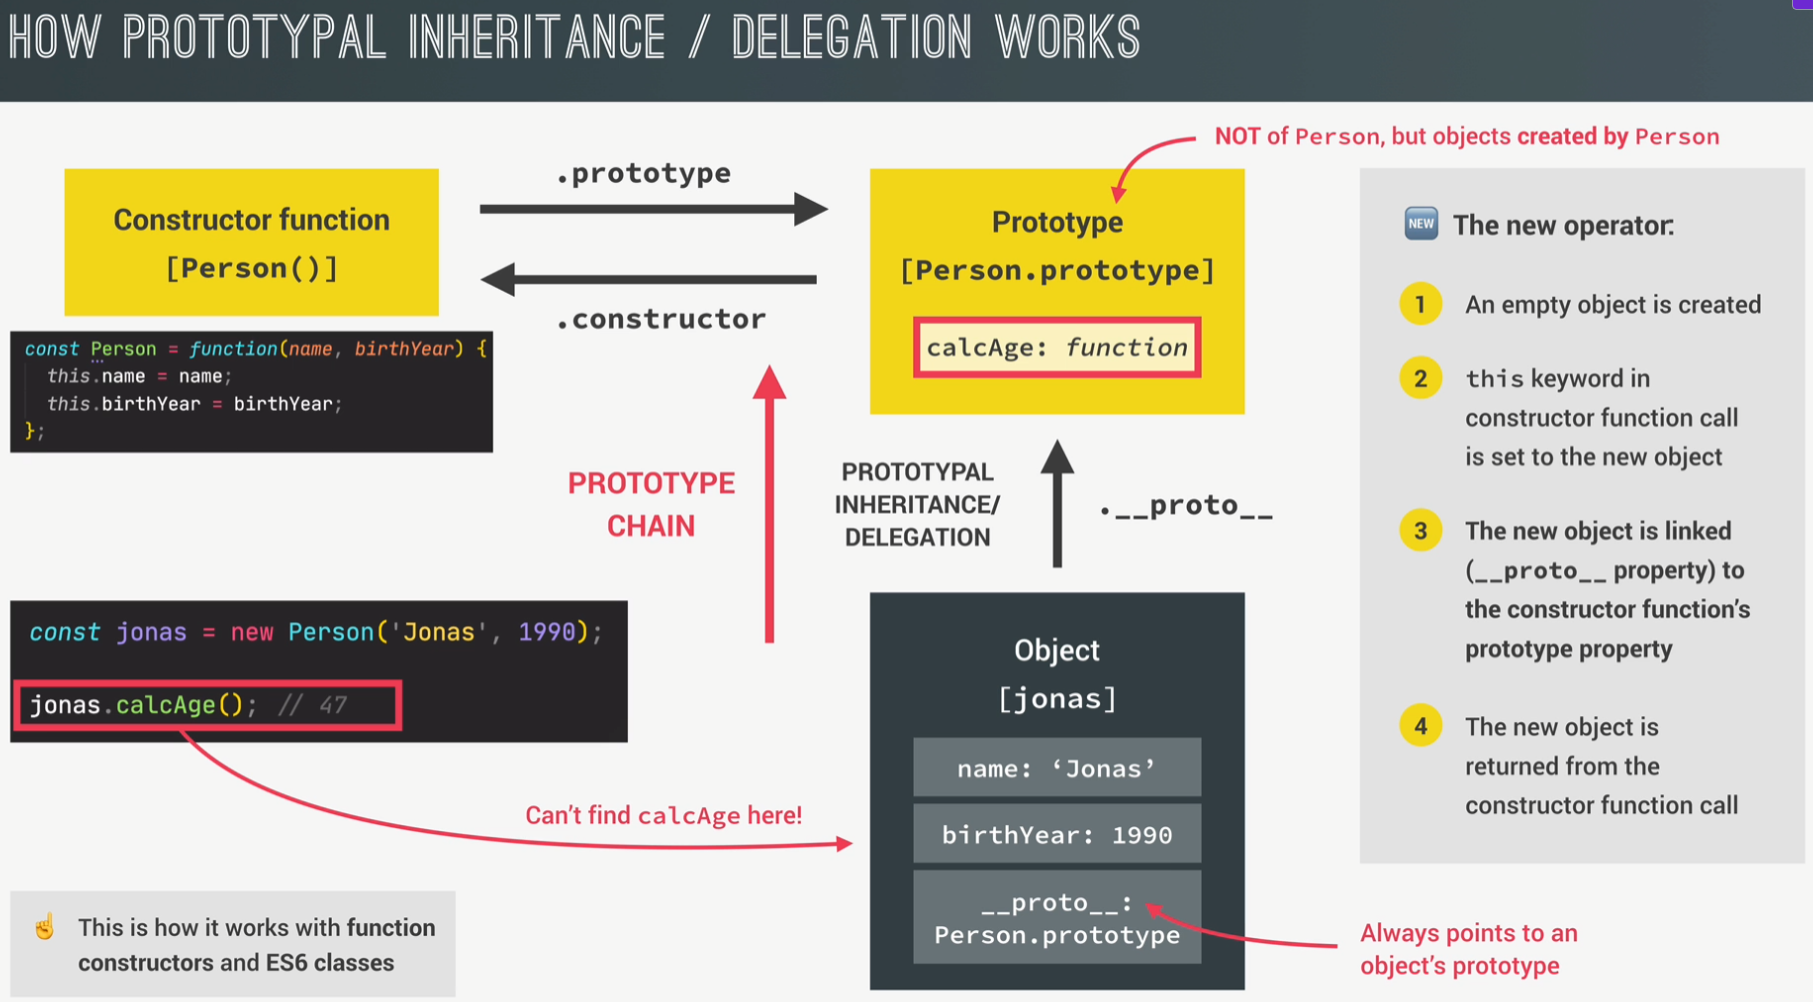 HOW PROTOTYPAL INHERITANCE / DELEGATION WORKS
NOT of Person, but objects created by Person
Constructor function
[Person()]
.prototype
.constructor
Prototype
[Person.prototype]
calcAge: function
const Person = function(name, birthYear) {
this.name = name;
this.birthYear = birthYear;
};
PROTOTYPE
CHAIN
PROTOTYPAL
INHERITANCE/
DELEGATION
.__proto__
const jonas = new Person('Jonas', 1990);
jonas.calcAge(); // 47
Can’t find calcAge here!
Object
[jonas]
name: ‘Jonas’
birthYear: 1990
__proto__:
Person.prototype
Always points to an
object’s prototype
This is how it works with function
constructors and ES6 classes
NEW The new operator:
1 An empty object is created
2 this keyword in
constructor function call
is set to the new object
3 The new object is linked
(__proto__ property) to
the constructor function’s
prototype property
4 The new object is
returned from the
constructor function call